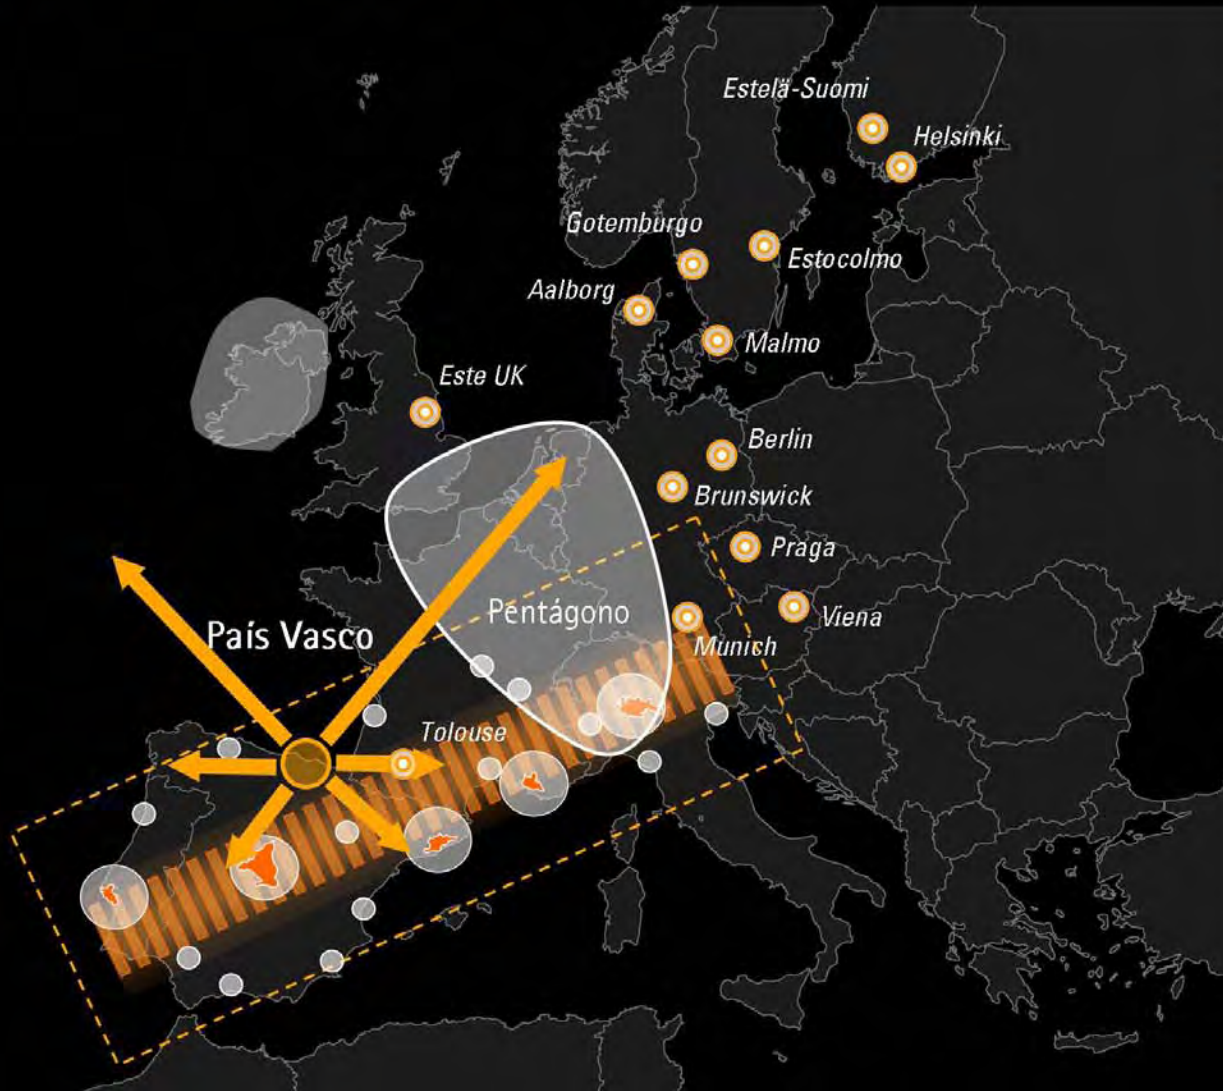 Estelä-Suomi
Helsinki
Gotemburgo
Estocolmo
Aalborg
Malmo
Este UK
Berlin
Brunswick
Praga
Pentágono
Viena
País Vasco
Munich
Tolouse